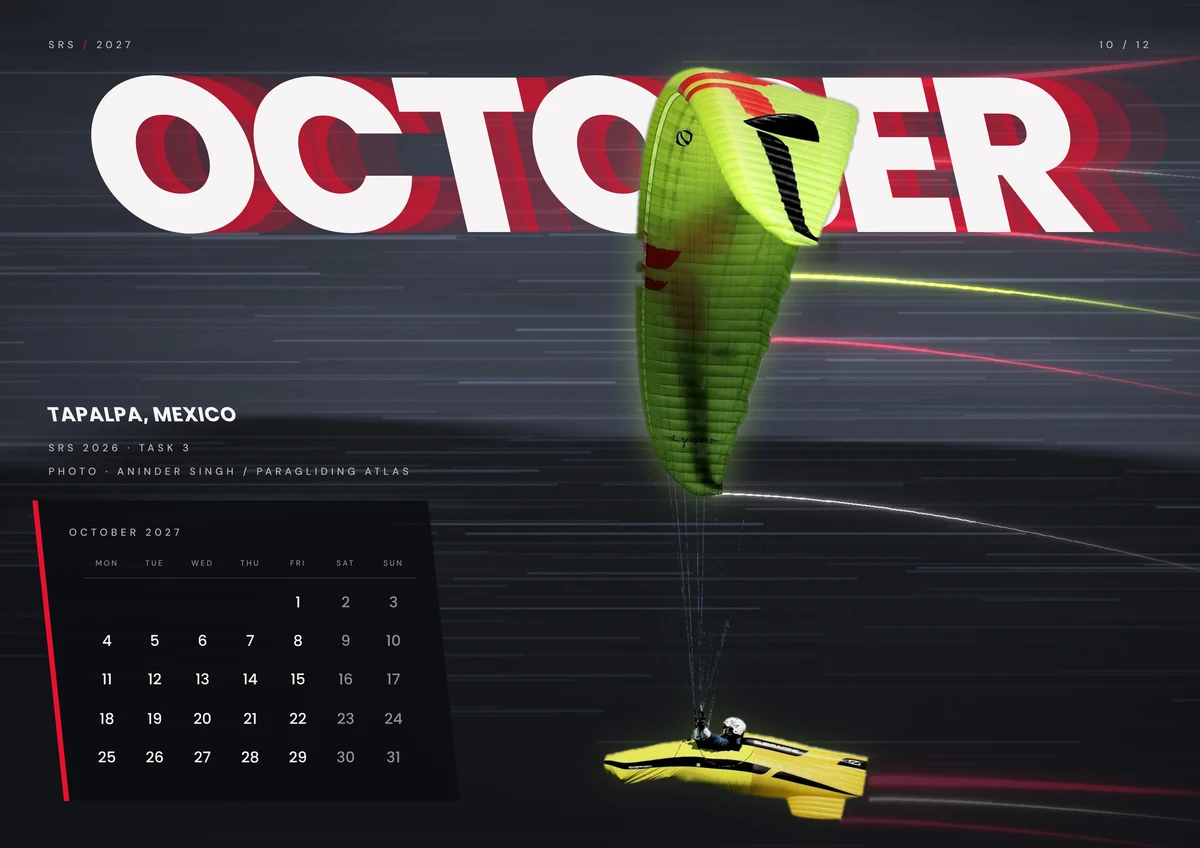 SRS / 2027
10 / 12
OCTOBER
TAPALPA, MEXICO
SRS 2026 · TASK 3
PHOTO · ANINDER SINGH / PARAGLIDING ATLAS
OCTOBER 2027
MON TUE WED THU FRI SAT SUN
1 2 3
4 5 6 7 8 9 10
11 12 13 14 15 16 17
18 19 20 21 22 23 24
25 26 27 28 29 30 31